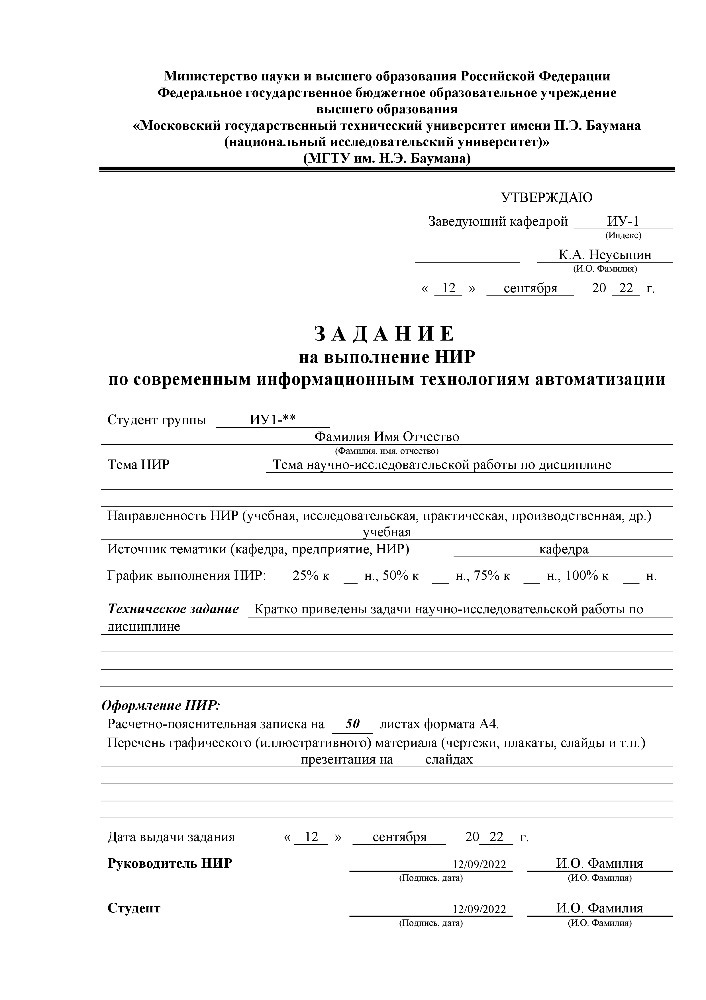 Министерство науки и высшего образования Российской Федерации
Федеральное государственное бюджетное образовательное учреждение
высшего образования
«Московский государственный технический университет имени Н.Э. Баумана
(национальный исследовательский университет)»
(МГТУ им. Н.Э. Баумана)
УТВЕРЖДАЮ
Заведующий кафедрой ИУ-1
(Индекс)
К.А. Неусыпин
(И.О. Фамилия)
« 12 » сентября 20 22 г.
З А Д А Н И Е
на выполнение НИР
по современным информационным технологиям автоматизации
Студент группы ИУ1-**
Фамилия Имя Отчество
(Фамилия, имя, отчество)
Тема НИР Тема научно-исследовательской работы по дисциплине
Направленность НИР (учебная, исследовательская, практическая, производственная, др.)
учебная
Источник тематики (кафедра, предприятие, НИР) кафедра
График выполнения НИР: 25% к __ н., 50% к __ н., 75% к __ н., 100% к __ н.
Техническое задание Кратко приведены задачи научно-исследовательской работы по
дисциплине
Оформление НИР:
Расчетно-пояснительная записка на 50 листах формата А4.
Перечень графического (иллюстративного) материала (чертежи, плакаты, слайды и т.п.)
презентация на слайдах
Дата выдачи задания « 12 » сентября 20 22 г.
Руководитель НИР 12/09/2022 И.О. Фамилия
(Подпись, дата) (И.О. Фамилия)
Студент 12/09/2022 И.О. Фамилия
(Подпись, дата) (И.О. Фамилия)